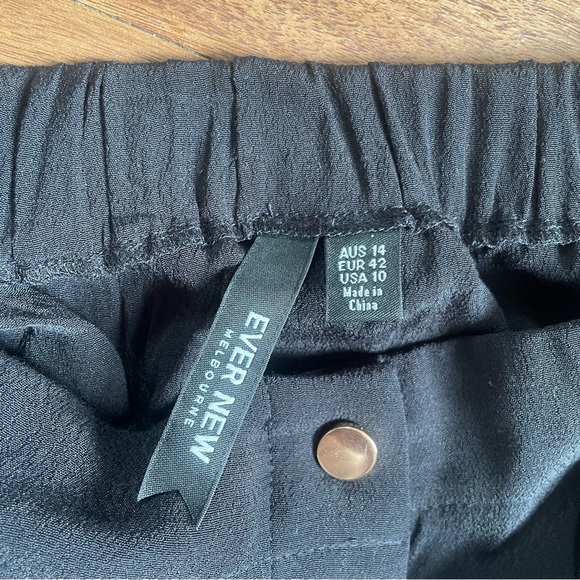 EVER NEW
MELBOURNE
AUS 14
EUR 42
USA 10
Made in
China